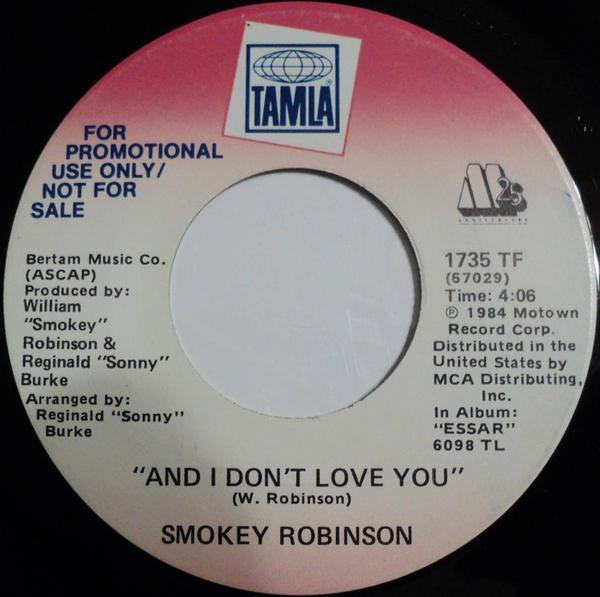 TAMLA
FOR
PROMOTIONAL
USE ONLY/
NOT FOR
SALE
M25
ANNIVERSARY
Bertam Music Co.
(ASCAP)
Produced by:
William
"Smokey"
Robinson &
Reginald "Sonny"
Burke
Arranged by:
Reginald "Sonny"
Burke
1735 TF
(67029)
Time: 4:06
℗ 1984 Motown
Record Corp.
Distributed in the
United States by
MCA Distributing,
Inc.
In Album:
"ESSAR"
6098 TL
"AND I DON'T LOVE YOU"
(W. Robinson)
SMOKEY ROBINSON